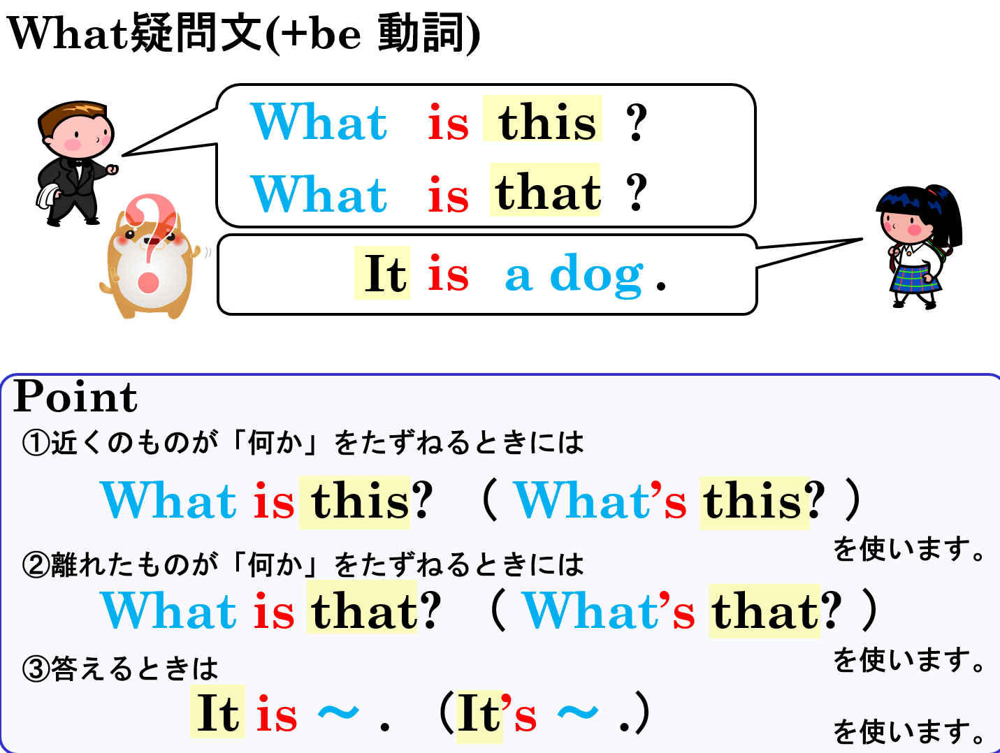 What疑問文(+be 動詞)
What is this ?
What is that ?
?
It is a dog .
Point
①近くのものが「何か」をたずねるときには
What is this? （ What’s this? ）
を使います。
②離れたものが「何か」をたずねるときには
What is that? （ What’s that? ）
を使います。
③答えるときは
It is ～ . （It’s ～ .）
を使います。